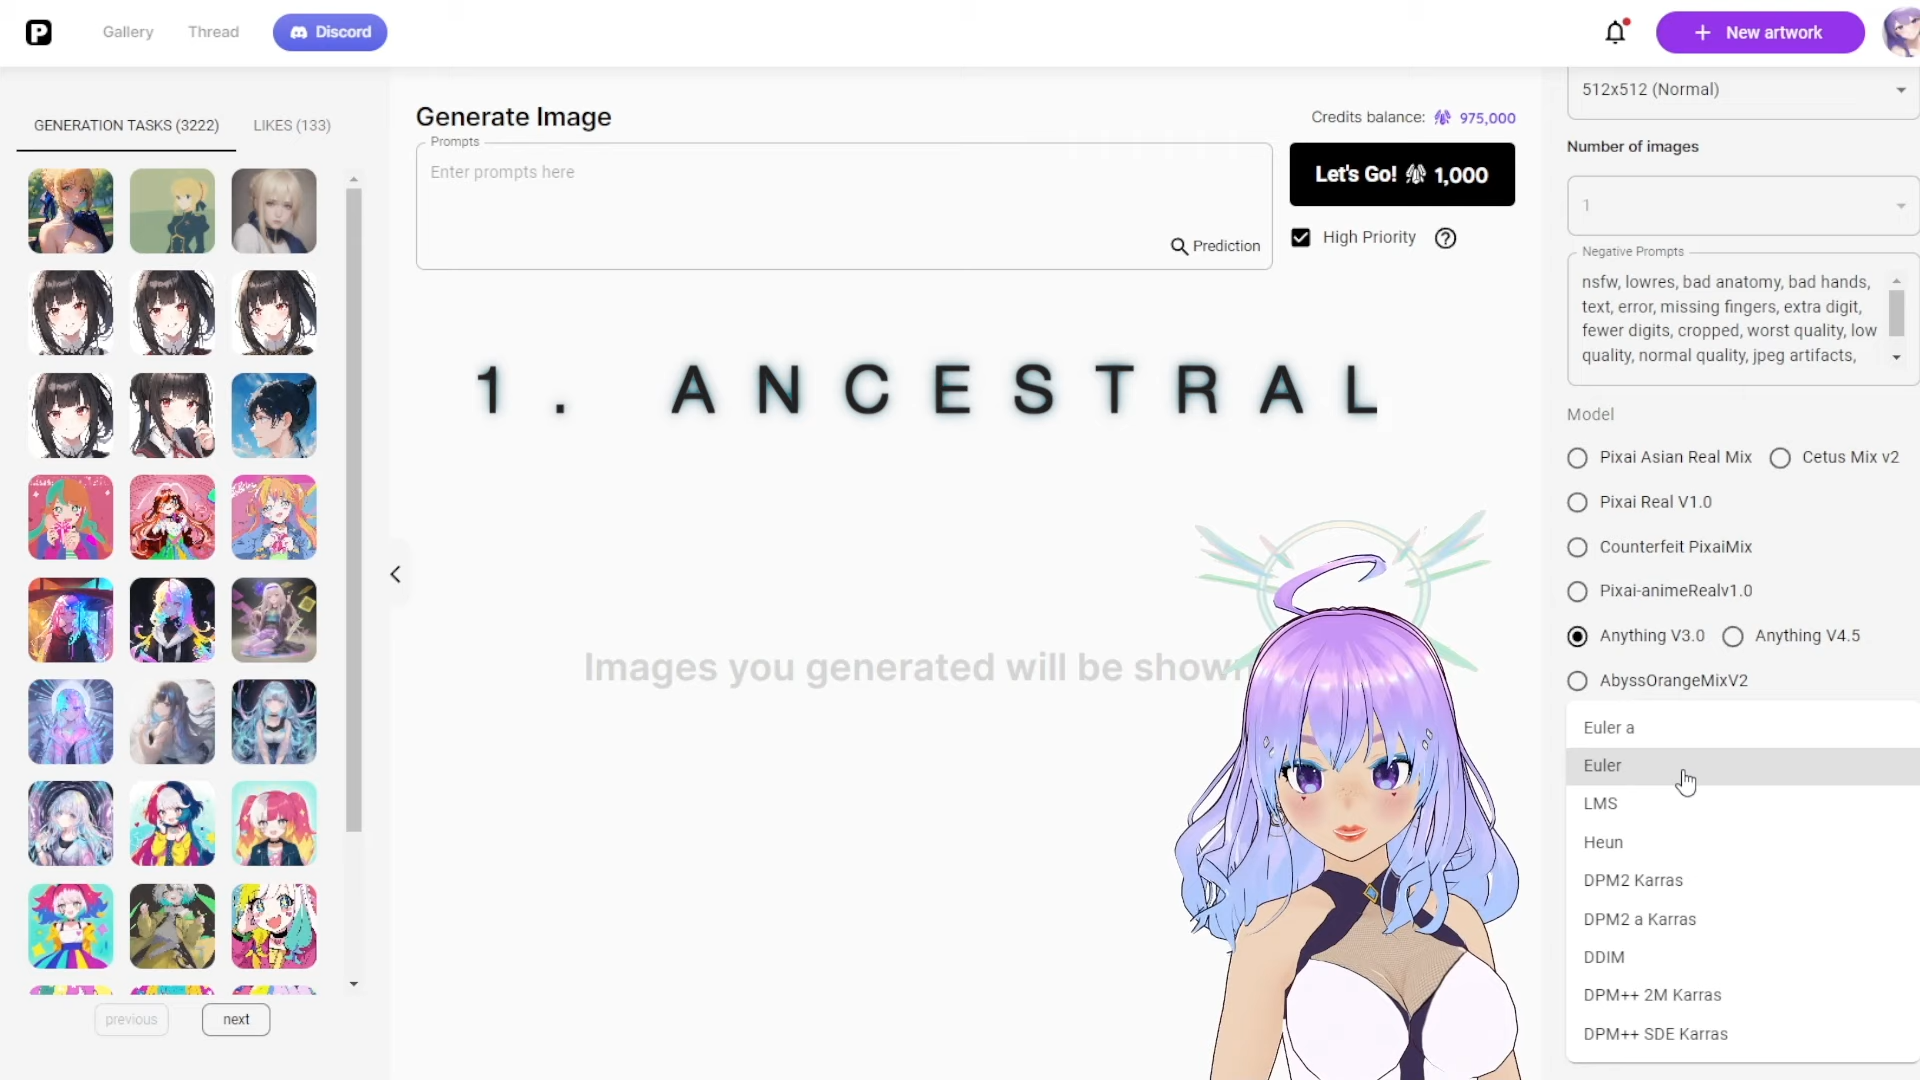 P
Gallery
Thread
Discord
New artwork
GENERATION TASKS (3222)
LIKES (133)
previous
next
Generate Image
Credits balance: 975,000
Prompts
Enter prompts here
Prediction
Let's Go! 1,000
High Priority
?
1. ANCESTRAL
Images you generated will be show
512x512 (Normal)
Number of images
1
Negative Prompts
nsfw, lowres, bad anatomy, bad hands,
text, error, missing fingers, extra digit,
fewer digits, cropped, worst quality, low
quality, normal quality, jpeg artifacts,
Model
Pixai Asian Real Mix
Cetus Mix v2
Pixai Real V1.0
Counterfeit PixaiMix
Pixai-animeRealv1.0
Anything V3.0
Anything V4.5
AbyssOrangeMixV2
Euler a
Euler
LMS
Heun
DPM2 Karras
DPM2 a Karras
DDIM
DPM++ 2M Karras
DPM++ SDE Karras